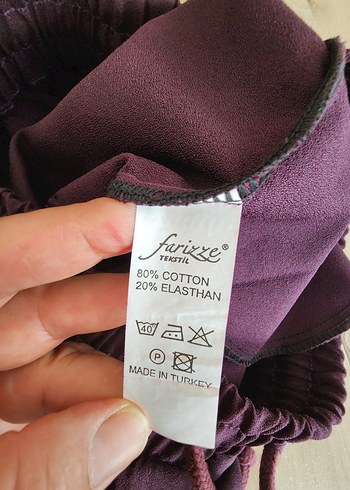 farizze®
TEKSTİL
80% COTTON
20% ELASTHAN
40
P
MADE IN TURKEY